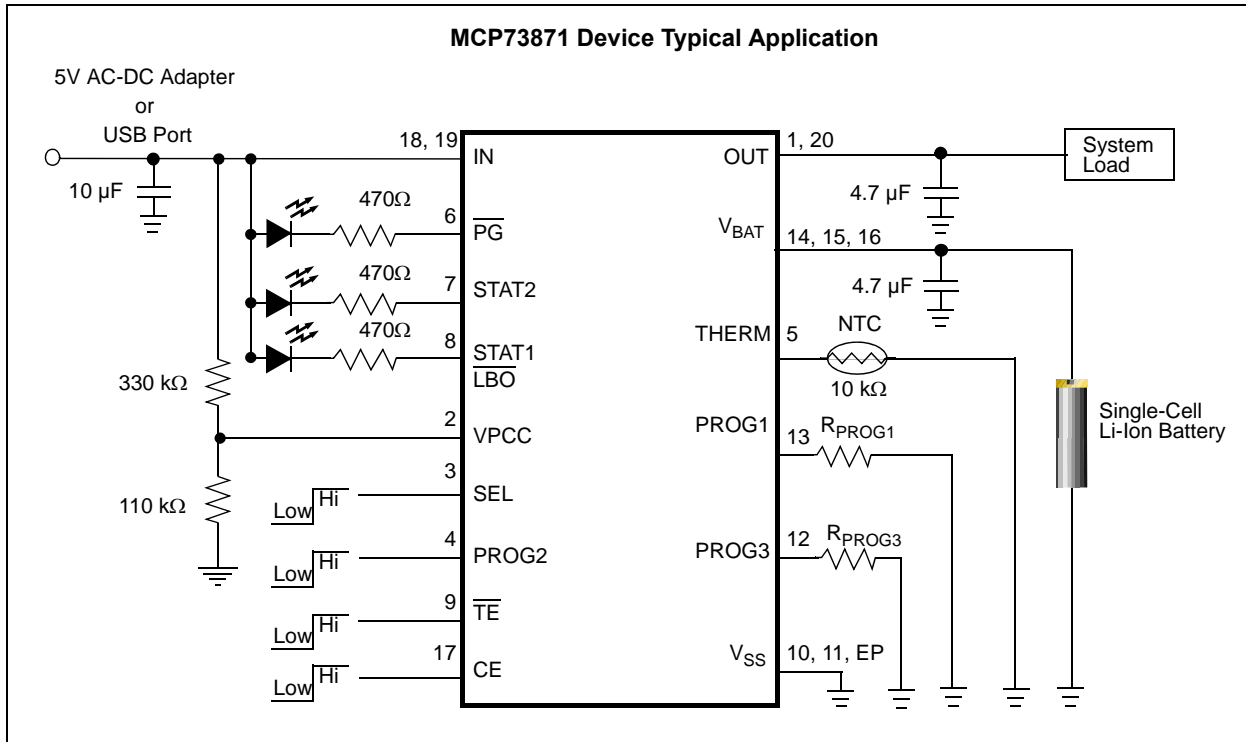 MCP73871 Device Typical Application
5V AC-DC Adapter
or
USB Port
10 µF
18, 19
IN
470Ω
6
PG
470Ω
7
STAT2
470Ω
8
STAT1
LBO
330 kΩ
2
VPCC
110 kΩ
3
SEL
Low
Hi
4
PROG2
Low
Hi
9
TE
Low
Hi
17
CE
Low
Hi
OUT
1, 20
System
Load
4.7 µF
VBAT
14, 15, 16
4.7 µF
THERM
5
NTC
10 kΩ
Single-Cell
Li-Ion Battery
PROG1
13
RPROG1
PROG3
12
RPROG3
VSS
10, 11, EP